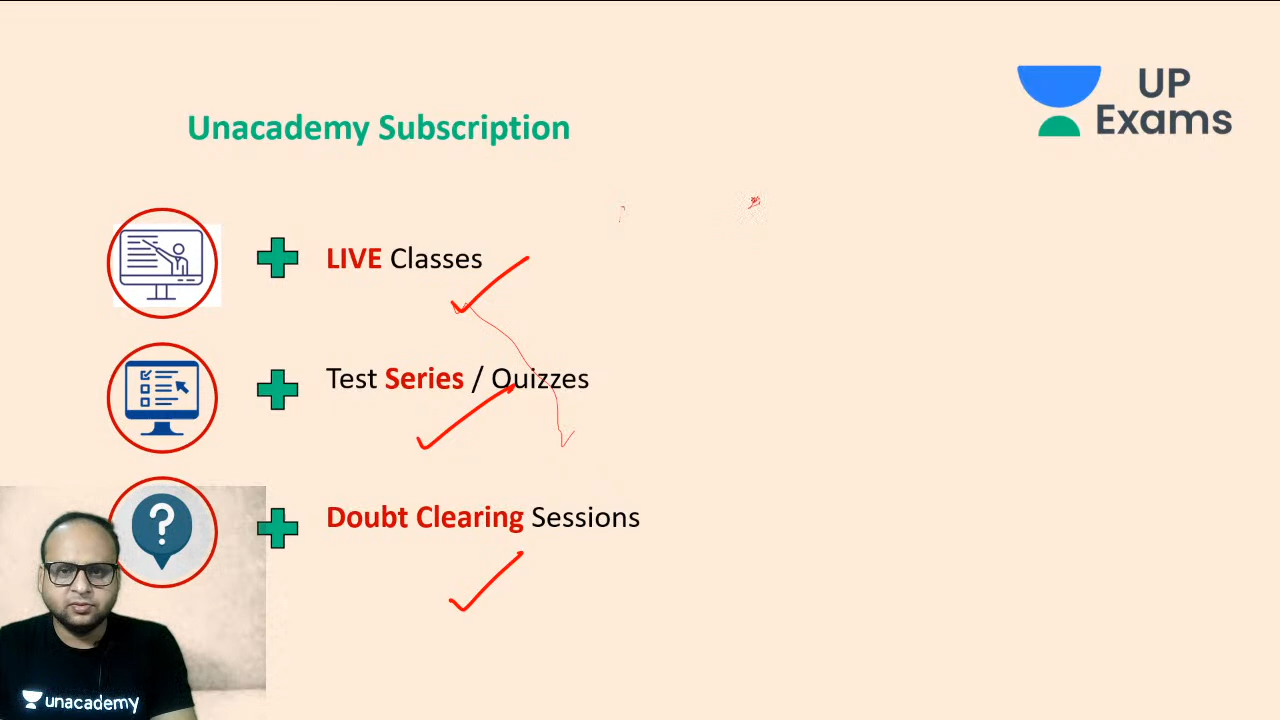 UP
Exams
Unacademy Subscription
LIVE Classes
Test Series / Quizzes
Doubt Clearing Sessions
?
unacademy